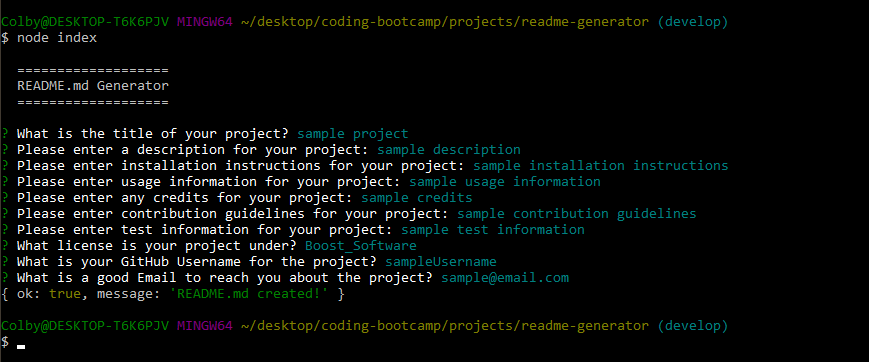 Colby@DESKTOP-T6K6PJV MINGW64 ~/desktop/coding-bootcamp/projects/readme-generator (develop)
$ node index
===================
README.md Generator
===================
? What is the title of your project? sample project
? Please enter a description for your project: sample description
? Please enter installation instructions for your project: sample installation instructions
? Please enter usage information for your project: sample usage information
? Please enter any credits for your project: sample credits
? Please enter contribution guidelines for your project: sample contribution guidelines
? Please enter test information for your project: sample test information
? What license is your project under? Boost_Software
? What is your GitHub Username for the project? sampleUsername
? What is a good Email to reach you about the project? sample@email.com
{ ok: true, message: 'README.md created!' }
Colby@DESKTOP-T6K6PJV MINGW64 ~/desktop/coding-bootcamp/projects/readme-generator (develop)
$